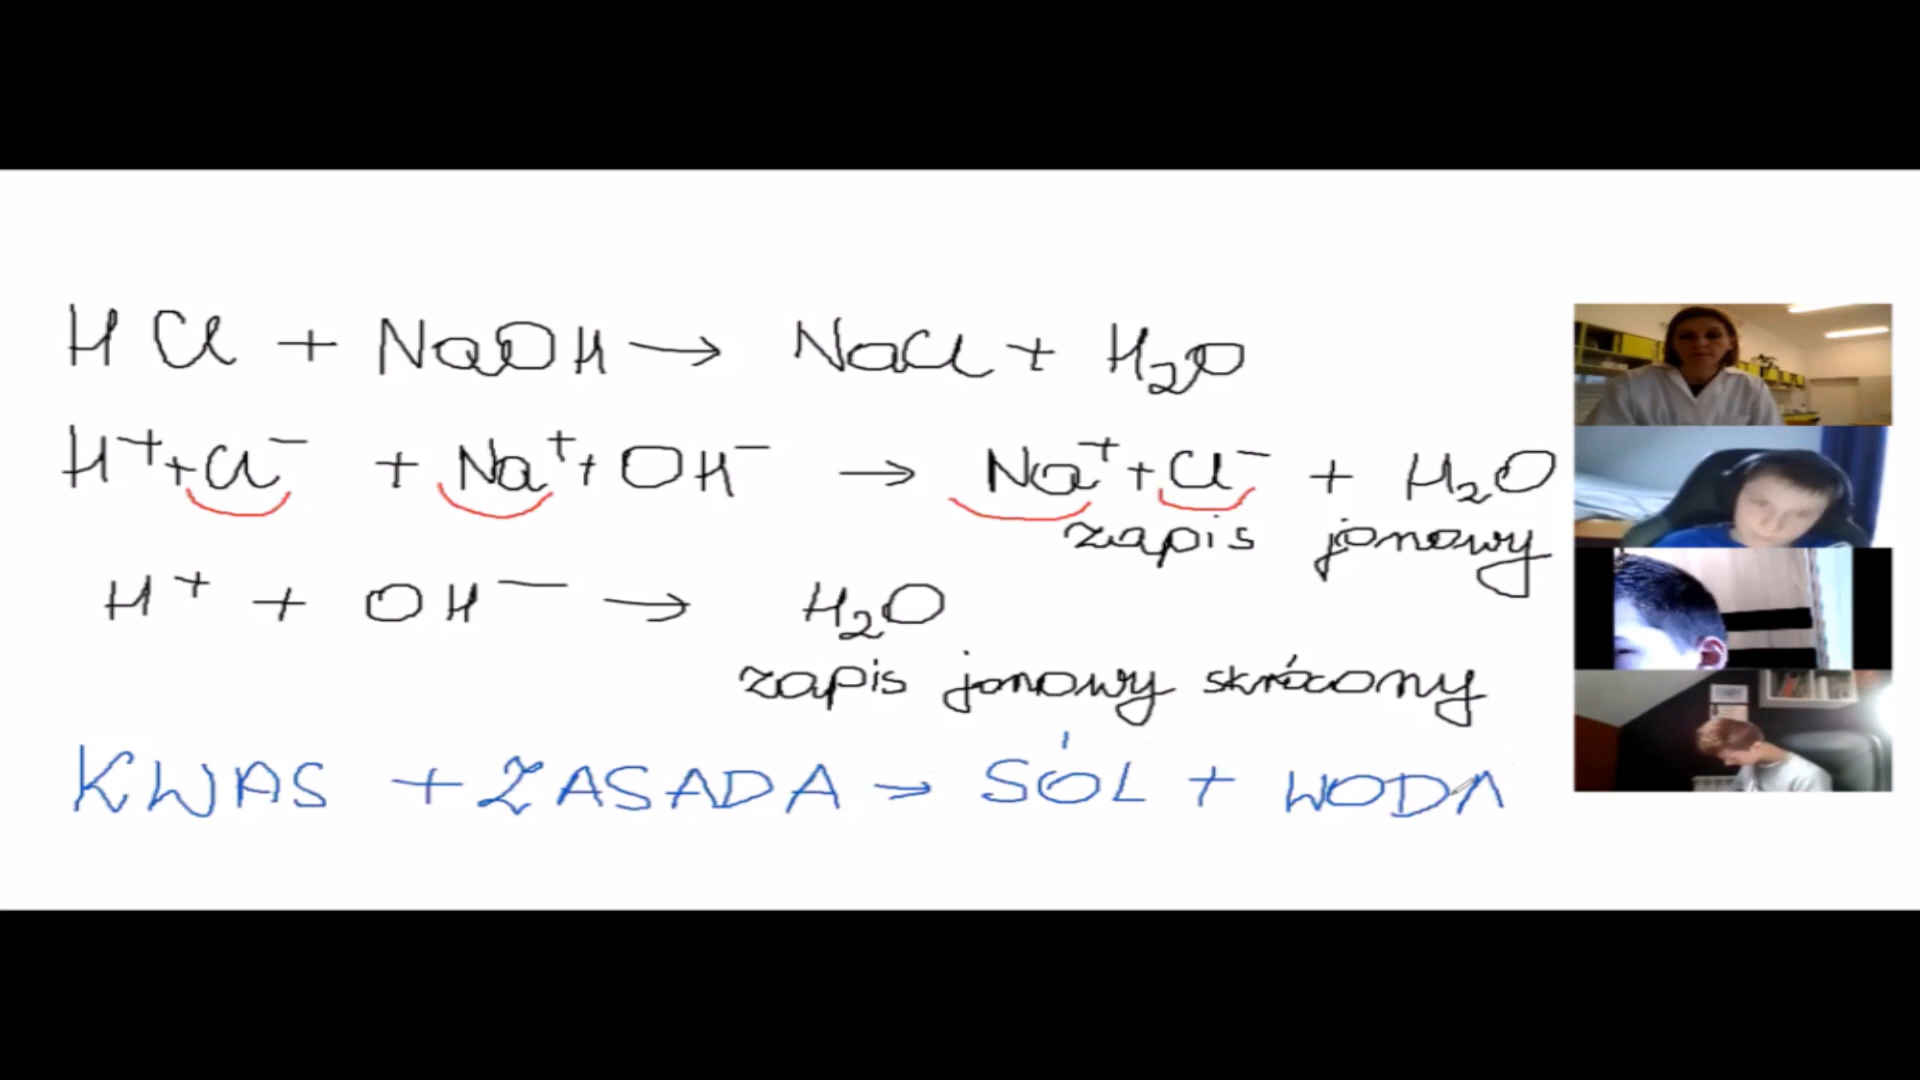 HCl + NaOH → NaCl + H₂O
H⁺ + Cl⁻ + Na⁺ + OH⁻ → Na⁺ + Cl⁻ + H₂O
zapis jonowy
H⁺ + OH⁻ → H₂O
zapis jonowy skrócony
KWAS + ZASADA → SÓL + WODA